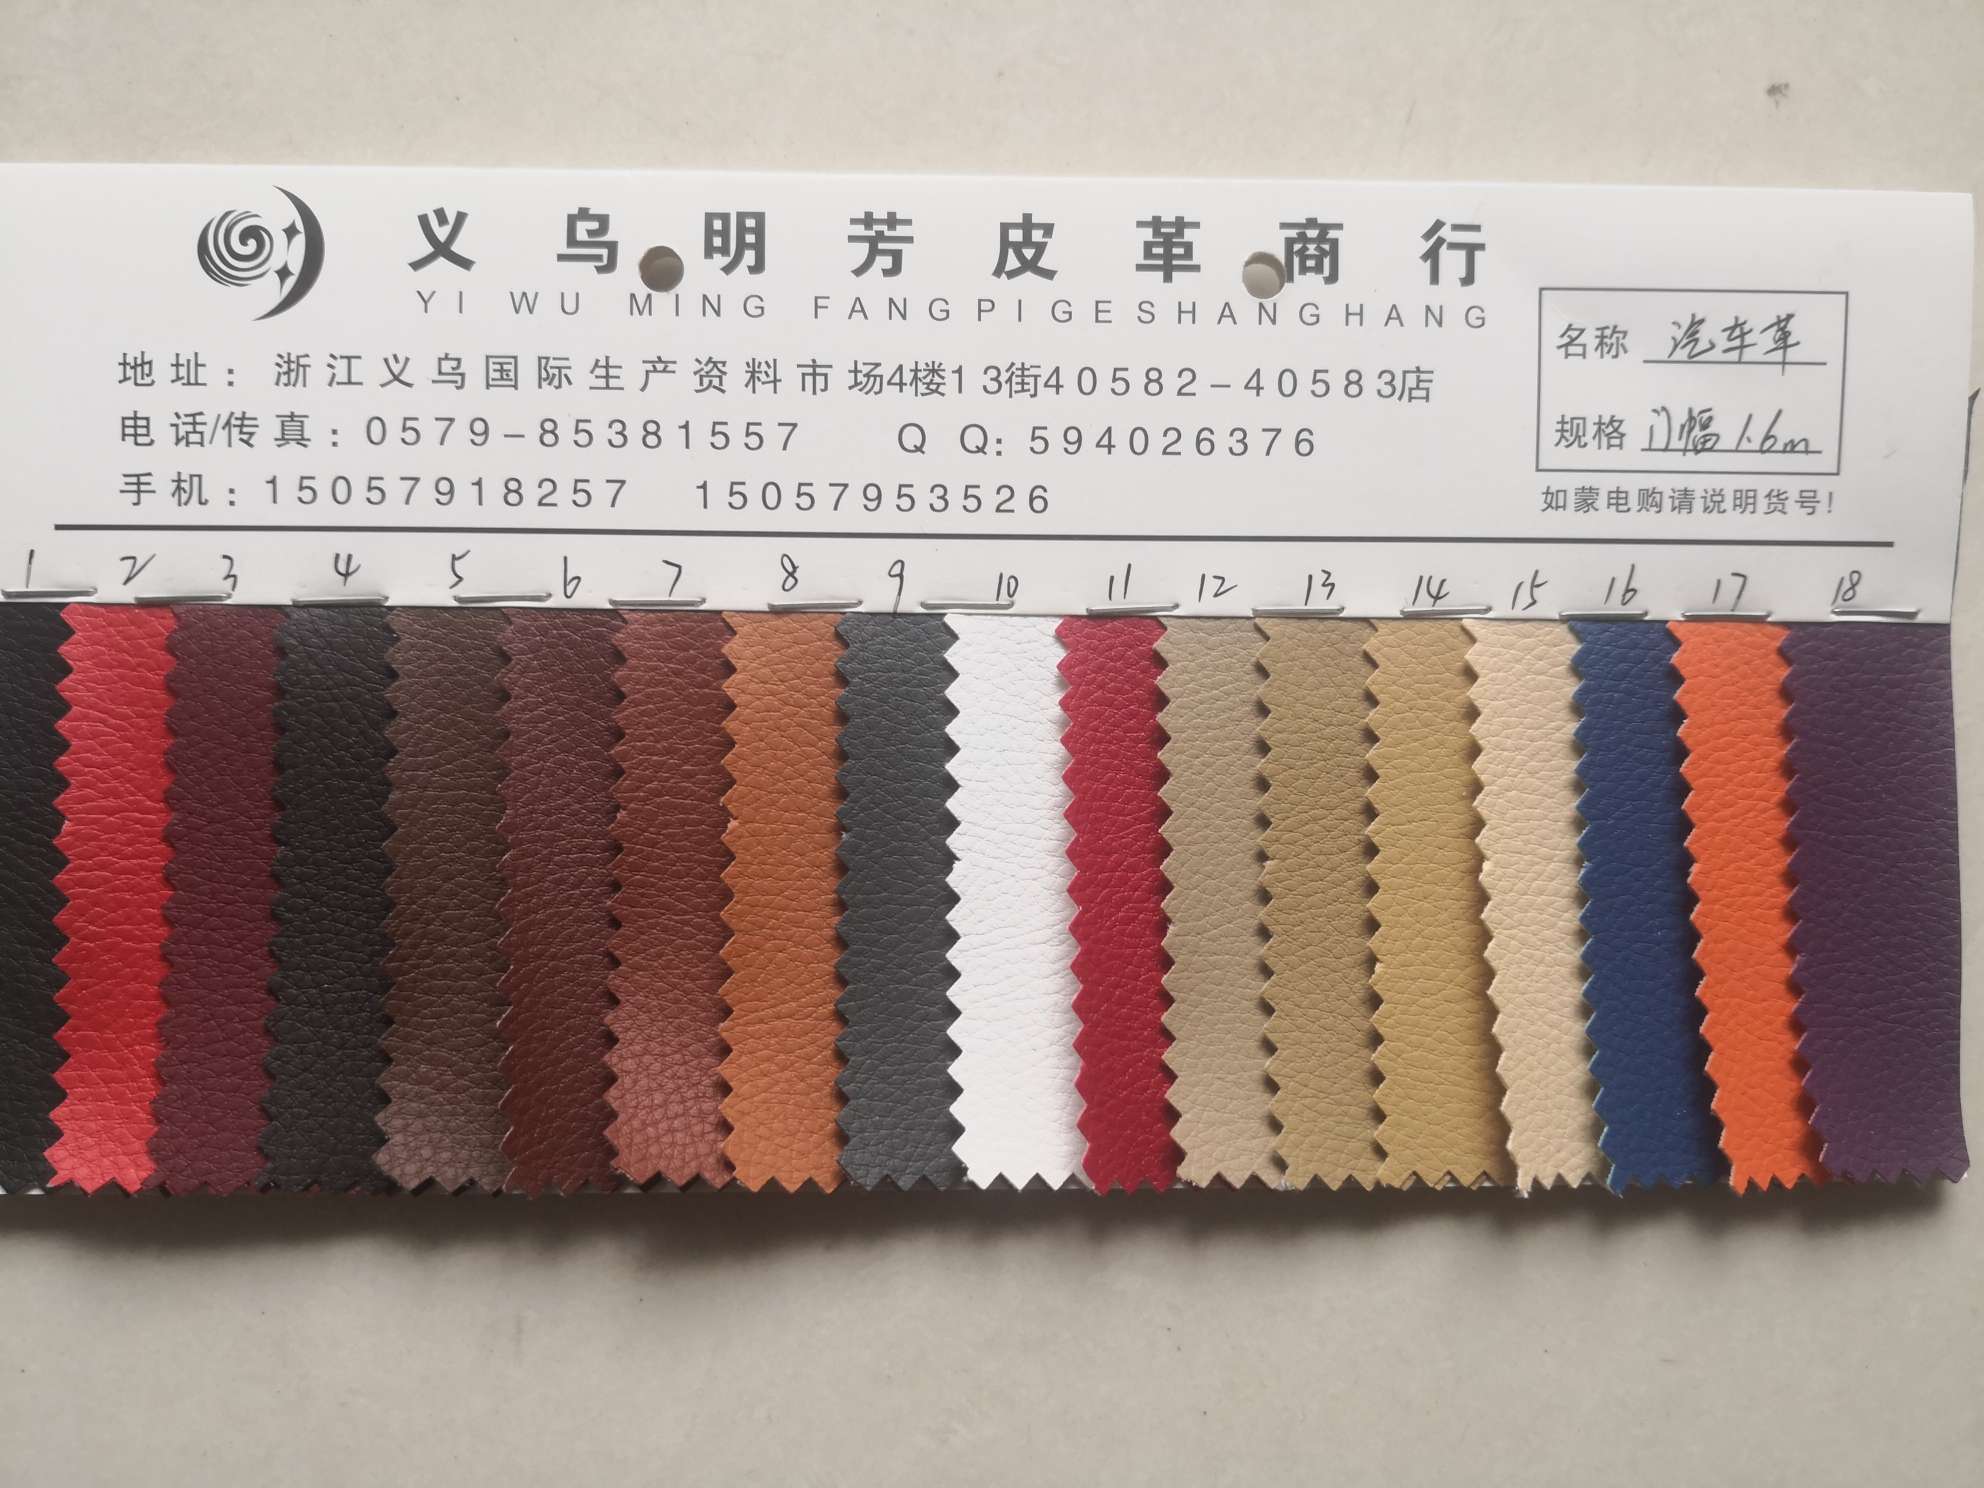 义乌明芳皮革商行
YI WU MING FANGPIGESHANGHANG
地址：浙江义乌国际生产资料市场4楼13街40582-40583店
电话/传真：0579-85381557 QQ：594026376
手机：15057918257 15057953526
名称 汽车革
规格 门幅1.6m
如蒙电购请说明货号!
1 2 3 4 5 6 7 8 9 10 11 12 13 14 15 16 17 18